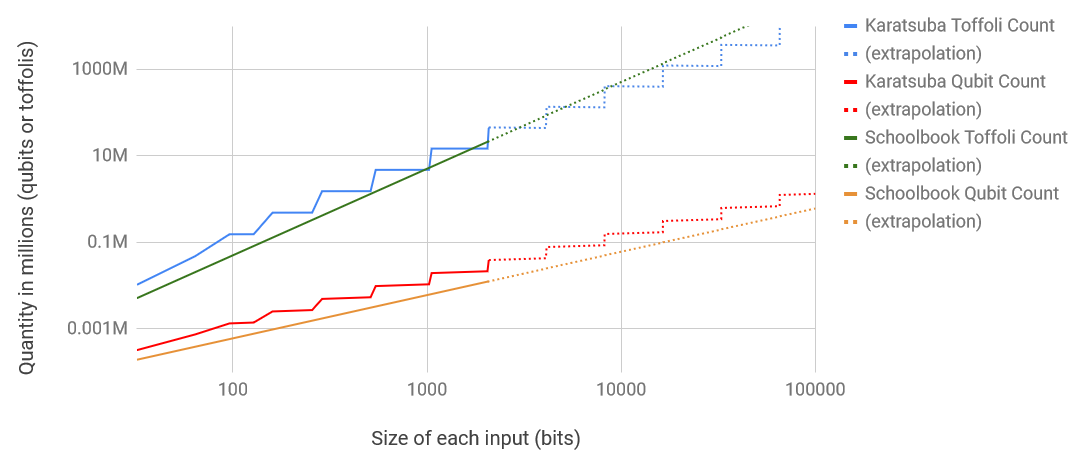 Quantity in millions (qubits or toffolis)
1000M
10M
0.1M
0.001M
100
1000
10000
100000
Size of each input (bits)
Karatsuba Toffoli Count
(extrapolation)
Karatsuba Qubit Count
(extrapolation)
Schoolbook Toffoli Count
(extrapolation)
Schoolbook Qubit Count
(extrapolation)